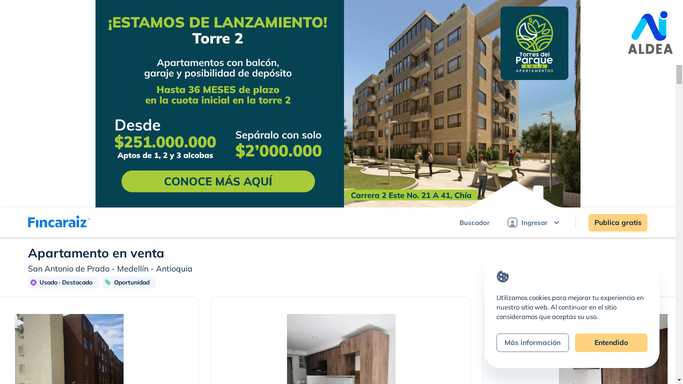 ¡ESTAMOS DE LANZAMIENTO!
Torre 2
Apartamentos con balcón,
garaje y posibilidad de depósito
Hasta 36 MESES de plazo
en la cuota inicial en la torre 2
Desde
$251.000.000
Aptos de 1, 2 y 3 alcobas
Sepáralo con solo
$2'000.000
CONOCE MÁS AQUÍ
Torres del
Parque
CHÍA
APARTAMENTOS
Carrera 2 Este No. 21 A 41, Chía
ALDEA
Fincaraiz
Buscador
Ingresar
Publica gratis
Apartamento en venta
San Antonio de Prado - Medellín - Antioquia
Usado · Destacado
Oportunidad
Utilizamos cookies para mejorar tu experiencia en
nuestro sitio web. Al continuar en el sitio
consideramos que aceptas su uso.
Más información
Entendido